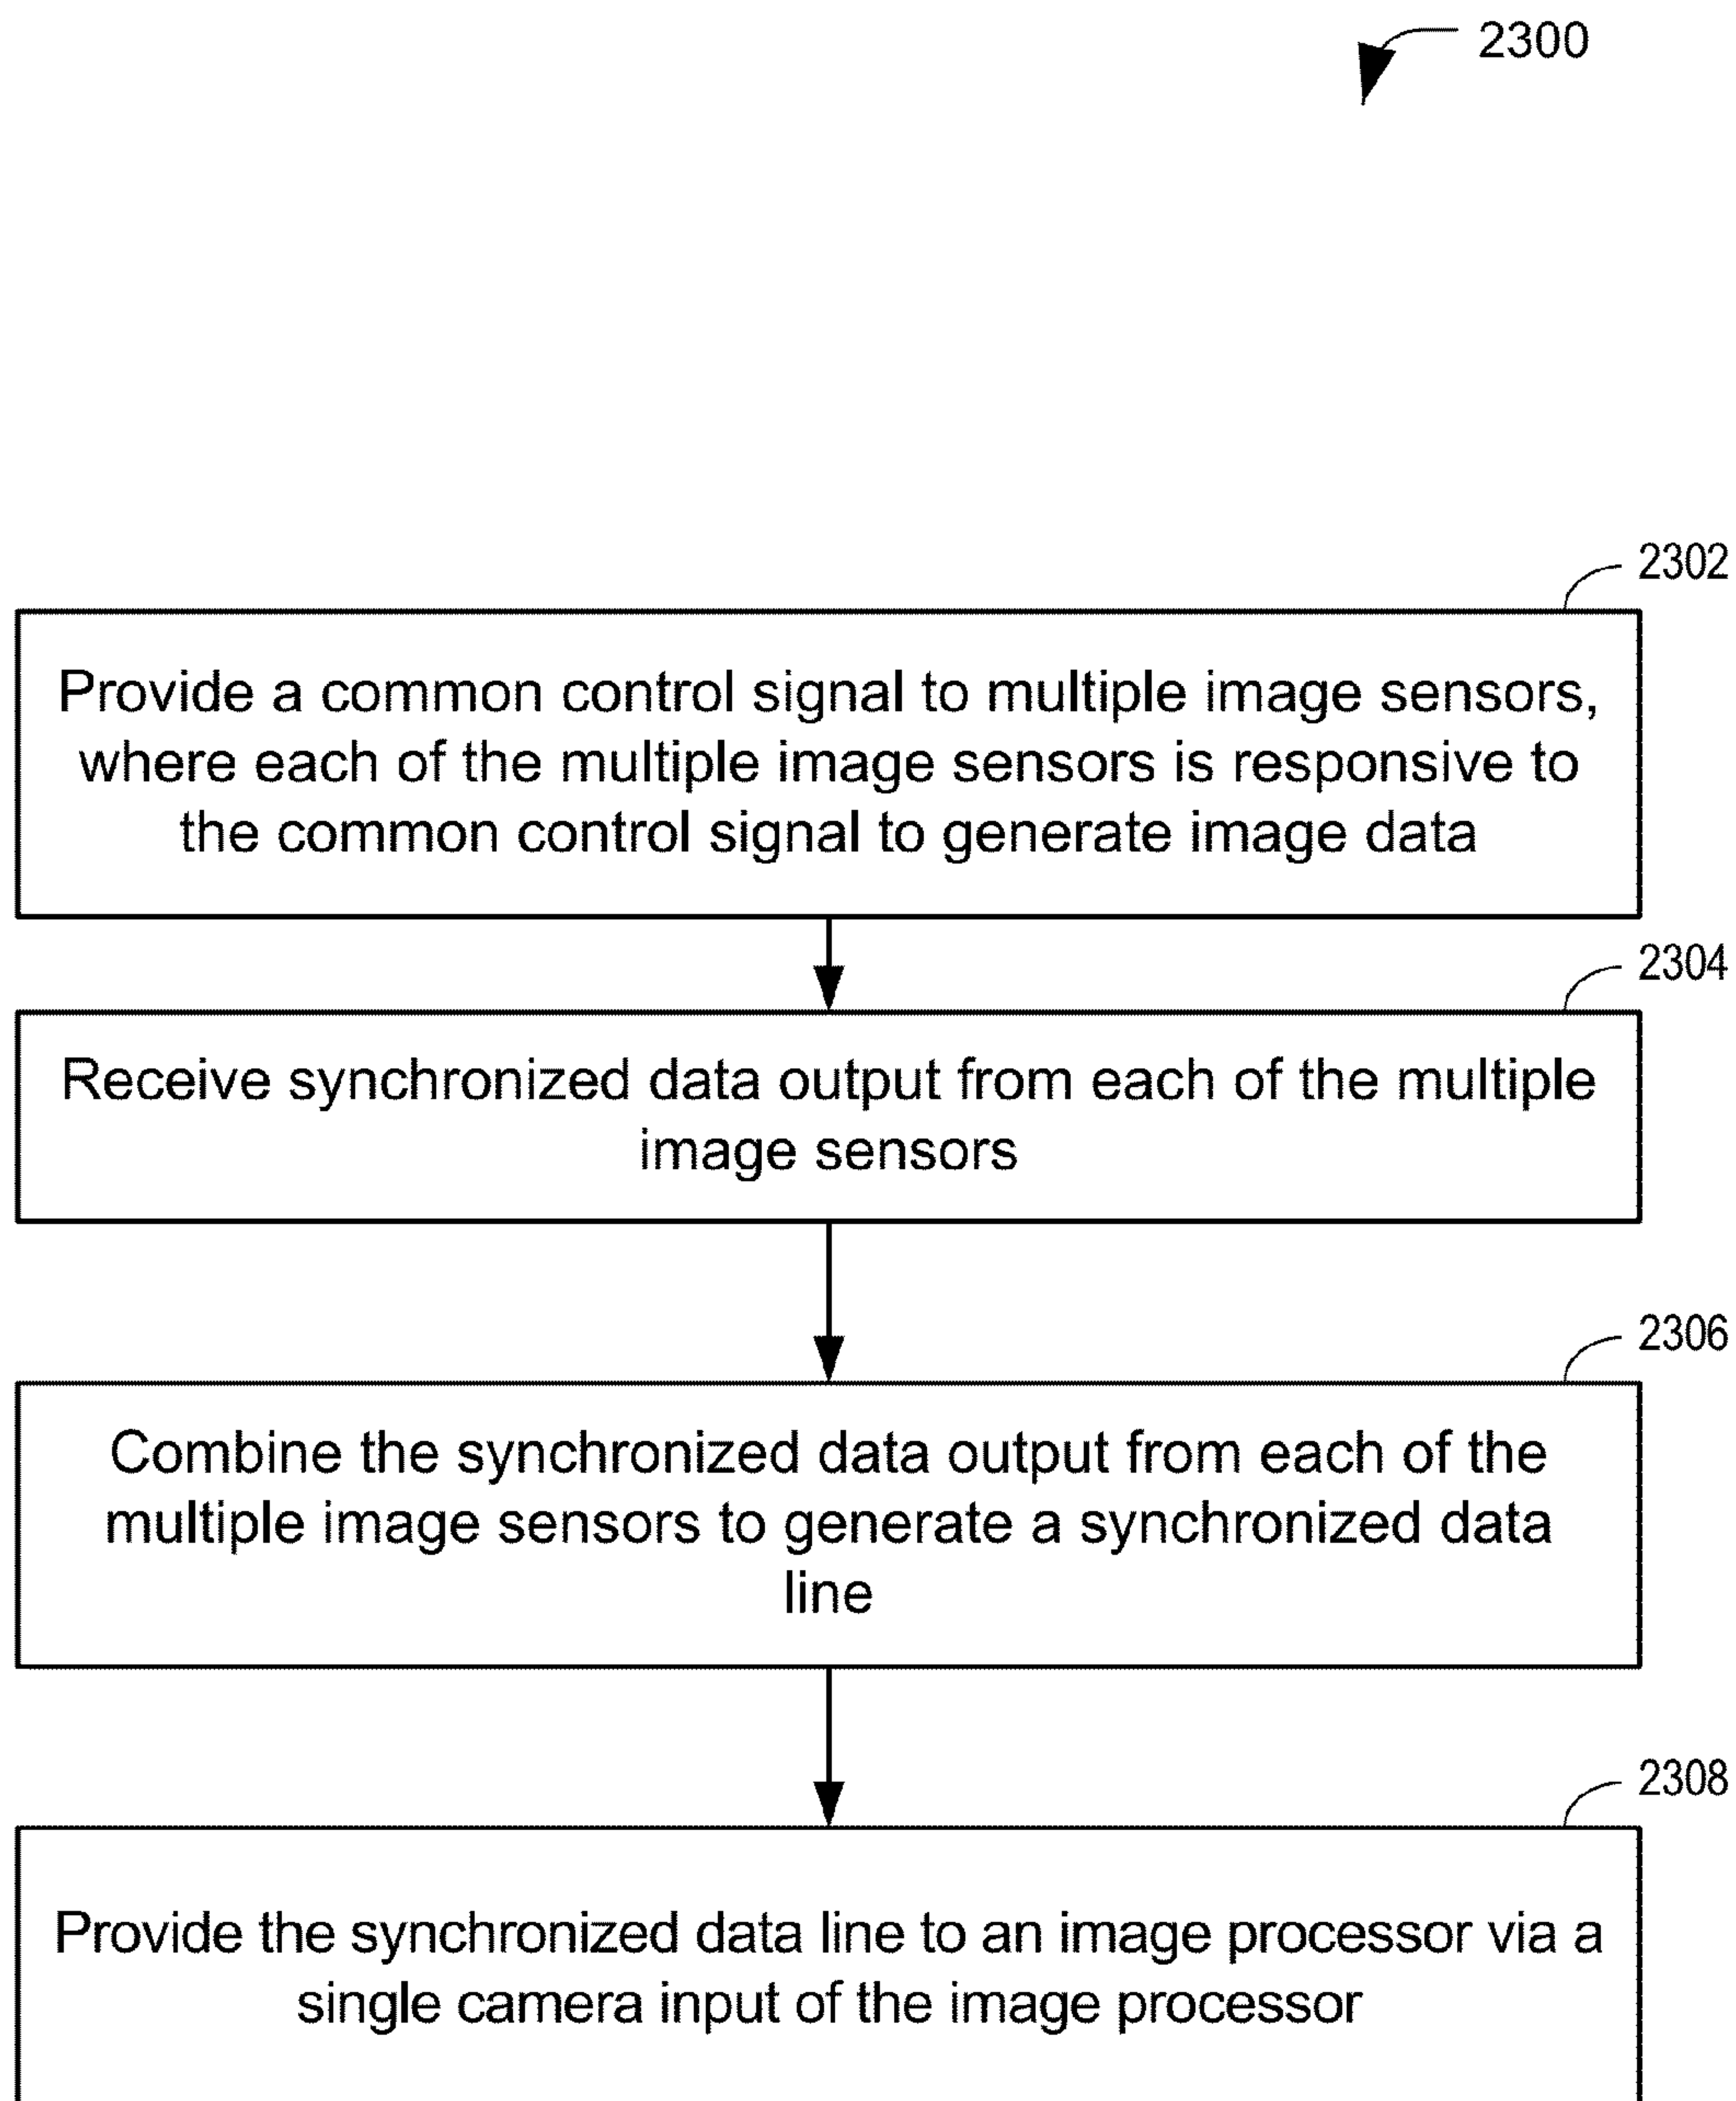 2300
2302
Provide a common control signal to multiple image sensors,
where each of the multiple image sensors is responsive to
the common control signal to generate image data
2304
Receive synchronized data output from each of the multiple
image sensors
2306
Combine the synchronized data output from each of the
multiple image sensors to generate a synchronized data
line
2308
Provide the synchronized data line to an image processor via a
single camera input of the image processor